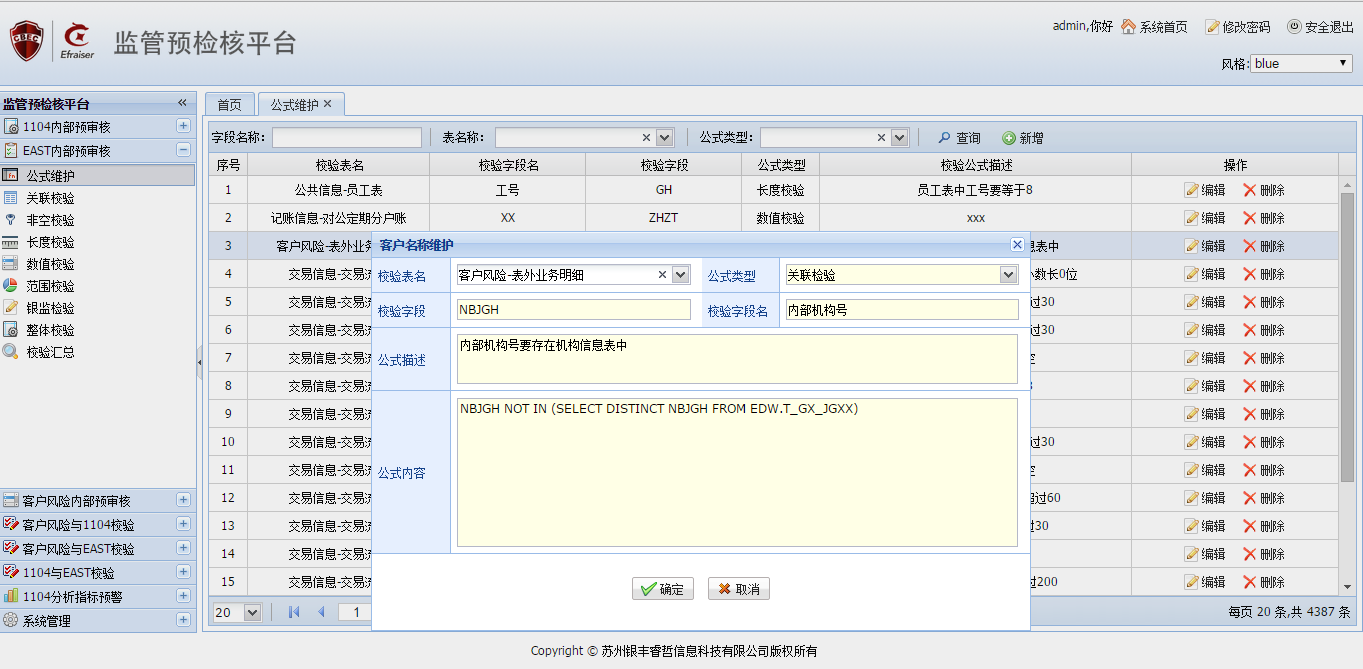 CBEC
Efraiser
监管预检核平台
admin,你好 系统首页 修改密码 安全退出
风格: blue
监管预检核平台
1104内部预审核
EAST内部预审核
公式维护
关联校验
非空校验
长度校验
数值校验
范围校验
银监检验
整体校验
校验汇总
客户风险内部预审核
客户风险与1104校验
客户风险与EAST校验
1104与EAST校验
1104分析指标预警
系统管理
首页 公式维护
字段名称: 表名称: 公式类型: 查询 新增
序号 校验表名 校验字段名 校验字段 公式类型 校验公式描述 操作
1 公共信息-员工表 工号 GH 长度校验 员工表中工号要等于8 编辑 删除
2 记账信息-对公定期分户账 XX ZHZT 数值校验 xxx 编辑 删除
3 客户风险-表外业务 息表中 编辑 删除
4 交易信息-交易流 小数长0位 编辑 删除
5 交易信息-交易流 过30 编辑 删除
6 交易信息-交易流 过30 编辑 删除
7 交易信息-交易流 编辑 删除
8 交易信息-交易流 编辑 删除
9 交易信息-交易流 编辑 删除
10 交易信息-交易流 过30 编辑 删除
11 交易信息-交易流 编辑 删除
12 交易信息-交易流 超过60 编辑 删除
13 交易信息-交易流 过30 编辑 删除
14 交易信息-交易流 编辑 删除
15 交易信息-交易流 过200 编辑 删除
客户名称维护
校验表名 客户风险-表外业务明细 公式类型 关联检验
校验字段 NBJGH 校验字段名 内部机构号
公式描述 内部机构号要存在机构信息表中
公式内容 NBJGH NOT IN (SELECT DISTINCT NBJGH FROM EDW.T_GX_JGXX)
确定 取消
20 1 每页 20 条,共 4387 条
Copyright © 苏州银丰睿哲信息科技有限公司版权所有